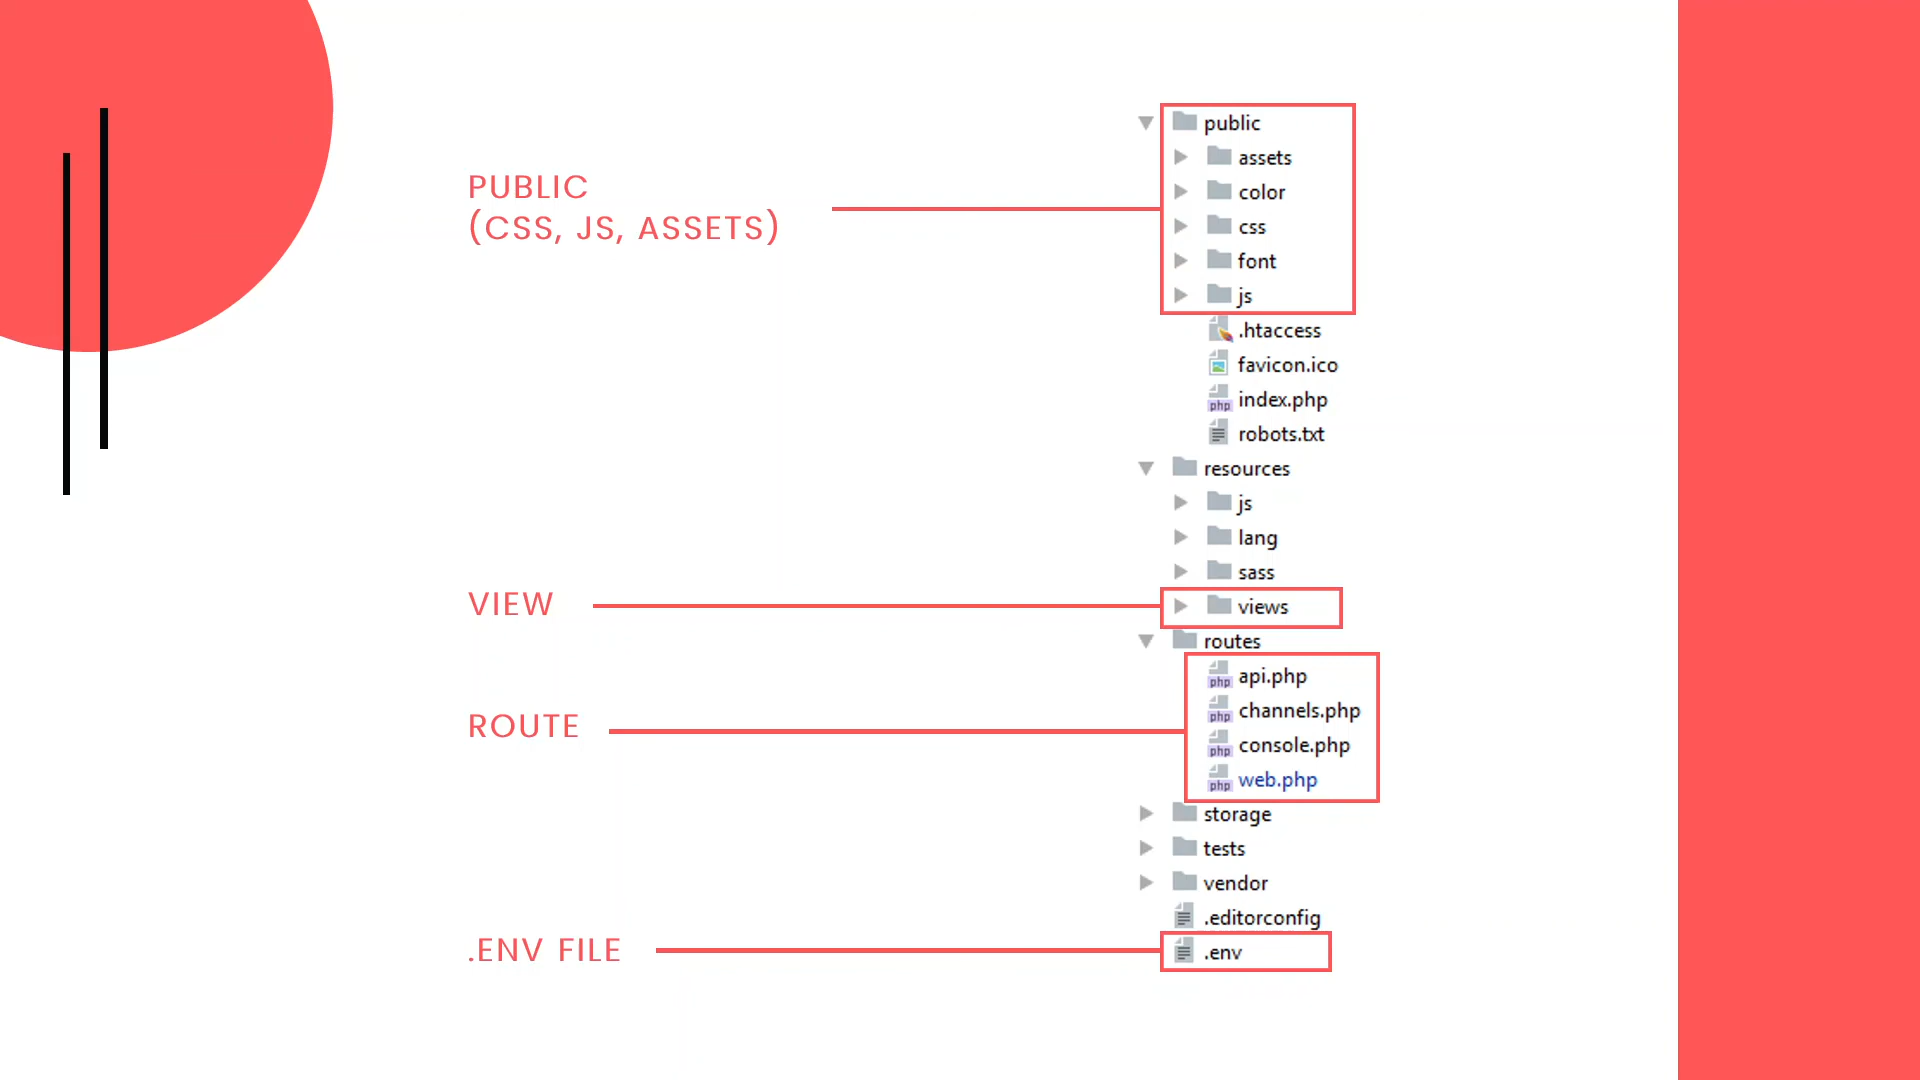 PUBLIC
(CSS, JS, ASSETS)
VIEW
ROUTE
.ENV FILE
public
assets
color
css
font
js
.htaccess
favicon.ico
php index.php
robots.txt
resources
js
lang
sass
views
routes
php api.php
php channels.php
php console.php
php web.php
storage
tests
vendor
.editorconfig
.env